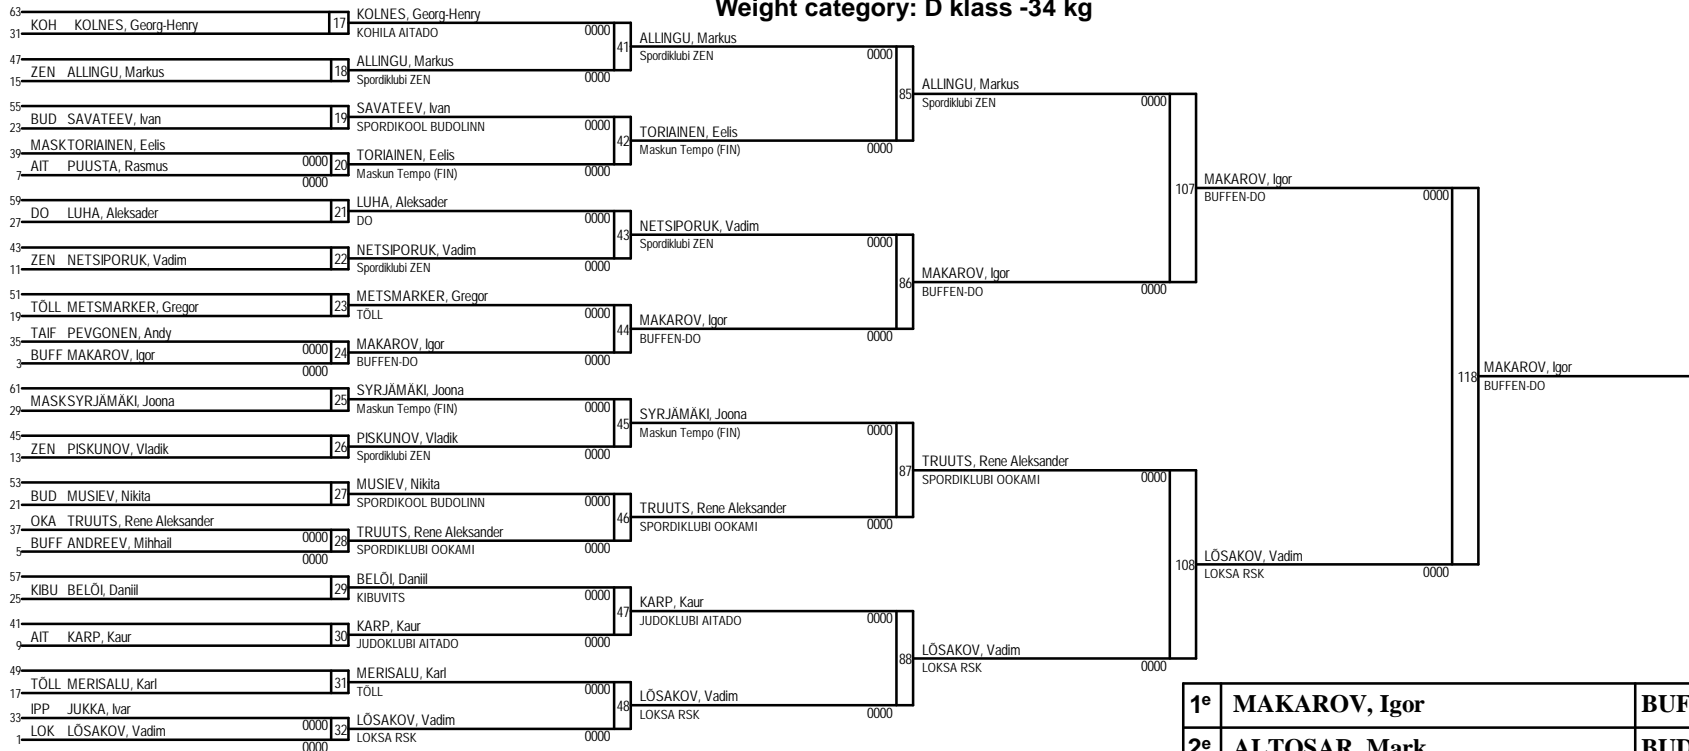 Weight category: D klass -34 kg
63
31 KOH KOLNES, Georg-Henry
17 KOLNES, Georg-Henry
KOHILA AITADO
0000
47
15 ZEN ALLINGU, Markus
18 ALLINGU, Markus
Spordiklubi ZEN
0000
41 ALLINGU, Markus
Spordiklubi ZEN
0000
55
23 BUD SAVATEEV, Ivan
19 SAVATEEV, Ivan
SPORDIKOOL BUDOLINN
0000
39 MASK TORIAINEN, Eelis
7 AIT PUUSTA, Rasmus
0000
0000
20 TORIAINEN, Eelis
Maskun Tempo (FIN)
0000
42 TORIAINEN, Eelis
Maskun Tempo (FIN)
0000
85 ALLINGU, Markus
Spordiklubi ZEN
0000
59
27 DO LUHA, Aleksader
21 LUHA, Aleksader
DO
0000
43
11 ZEN NETSIPORUK, Vadim
22 NETSIPORUK, Vadim
Spordiklubi ZEN
0000
43 NETSIPORUK, Vadim
Spordiklubi ZEN
0000
51
19 TÖLL METSMARKER, Gregor
23 METSMARKER, Gregor
TÖLL
0000
35 TAIF PEVGONEN, Andy
3 BUFF MAKAROV, Igor
0000
0000
24 MAKAROV, Igor
BUFFEN-DO
0000
44 MAKAROV, Igor
BUFFEN-DO
0000
86 MAKAROV, Igor
BUFFEN-DO
0000
107 MAKAROV, Igor
BUFFEN-DO
0000
61
29 MASK SYRJÄMÄKI, Joona
25 SYRJÄMÄKI, Joona
Maskun Tempo (FIN)
0000
45
13 ZEN PISKUNOV, Vladik
26 PISKUNOV, Vladik
Spordiklubi ZEN
0000
45 SYRJÄMÄKI, Joona
Maskun Tempo (FIN)
0000
53
21 BUD MUSIEV, Nikita
27 MUSIEV, Nikita
SPORDIKOOL BUDOLINN
0000
37 OKA TRUUTS, Rene Aleksander
5 BUFF ANDREEV, Mihhail
0000
0000
28 TRUUTS, Rene Aleksander
SPORDIKLUBI OOKAMI
0000
46 TRUUTS, Rene Aleksander
SPORDIKLUBI OOKAMI
0000
87 TRUUTS, Rene Aleksander
SPORDIKLUBI OOKAMI
0000
57
25 KIBU BELÕI, Daniil
29 BELÕI, Daniil
KIBUVITS
0000
41
9 AIT KARP, Kaur
30 KARP, Kaur
JUDOKLUBI AITADO
0000
47 KARP, Kaur
JUDOKLUBI AITADO
0000
49
17 TÖLL MERISALU, Karl
31 MERISALU, Karl
TÖLL
0000
33 IPP JUKKA, Ivar
1 LOK LÕSAKOV, Vadim
0000
0000
32 LÕSAKOV, Vadim
LOKSA RSK
0000
48 LÕSAKOV, Vadim
LOKSA RSK
0000
88 LÕSAKOV, Vadim
LOKSA RSK
0000
108 LÕSAKOV, Vadim
LOKSA RSK
0000
118 MAKAROV, Igor
BUFFEN-DO
1e MAKAROV, Igor BUF
2e ALTOSAR, Mark BUD